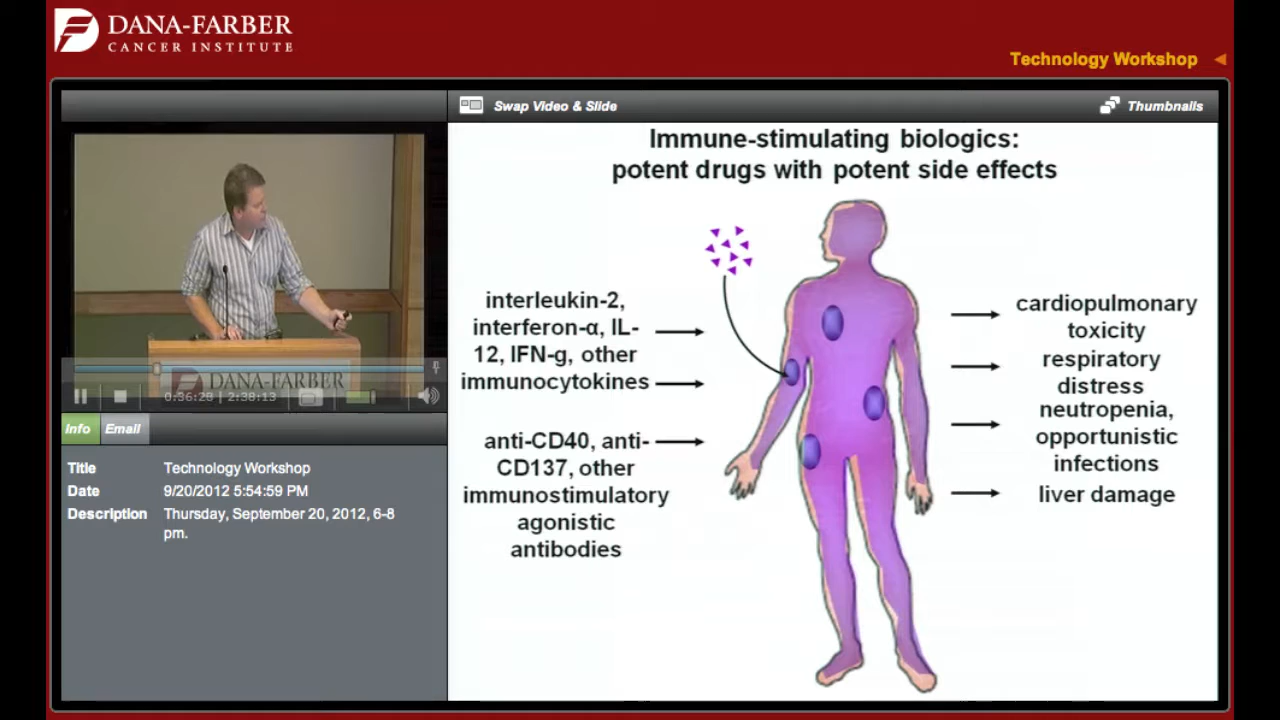 DANA-FARBER
CANCER INSTITUTE
Technology Workshop
Swap Video & Slide
Thumbnails
Immune-stimulating biologics:
potent drugs with potent side effects
interleukin-2,
interferon-α, IL-
12, IFN-g, other
immunocytokines
anti-CD40, anti-
CD137, other
immunostimulatory
agonistic
antibodies
cardiopulmonary
toxicity
respiratory
distress
neutropenia,
opportunistic
infections
liver damage
DANA-FARBER
0:36:28 2:38:13
Info Email
Title Technology Workshop
Date 9/20/2012 5:54:59 PM
Description Thursday, September 20, 2012, 6-8
pm.